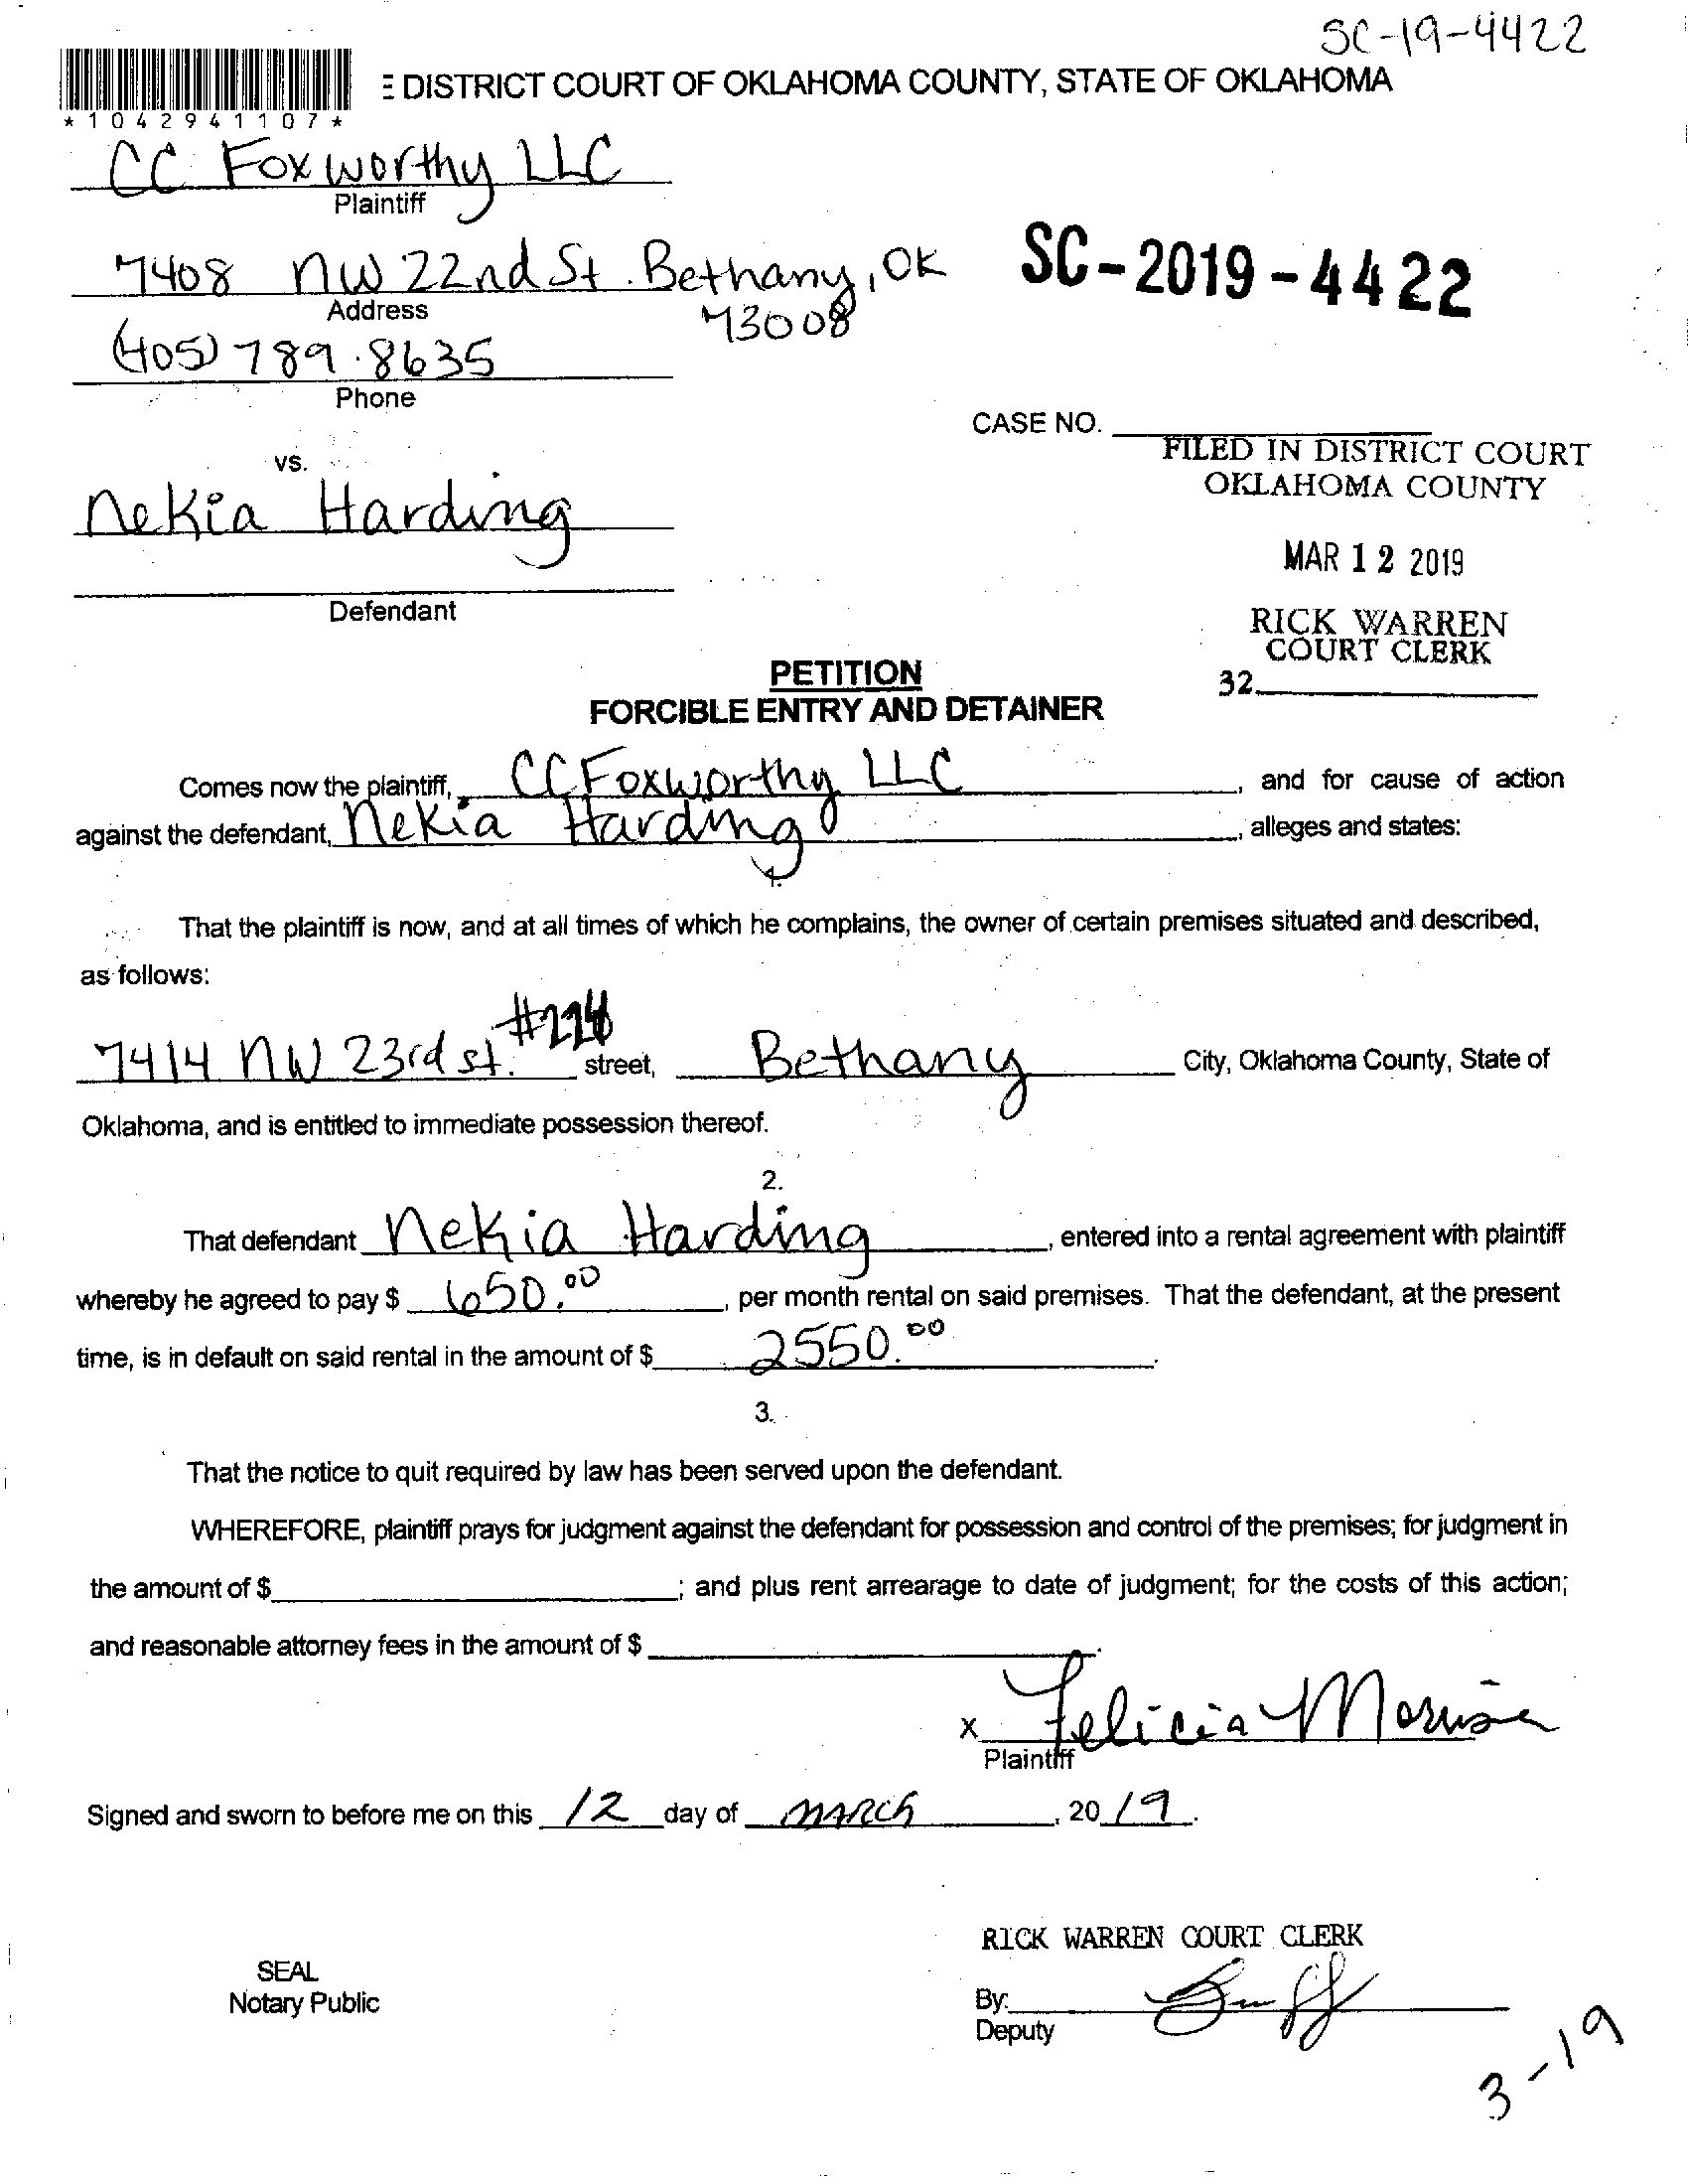 SC-19-4422
E DISTRICT COURT OF OKLAHOMA COUNTY, STATE OF OKLAHOMA
*1042941107*
CC Foxworthy LLC
Plaintiff
7408 NW 22nd St. Bethany, OK
73008
Address
SC-2019-4422
(405) 789.8635
Phone
CASE NO.
FILED IN DISTRICT COURT
OKLAHOMA COUNTY
vs.
Nekia Harding
MAR 12 2019
Defendant
RICK WARREN
COURT CLERK
32
PETITION
FORCIBLE ENTRY AND DETAINER
Comes now the plaintiff, CC Foxworthy LLC, and for cause of action
against the defendant, Nekia Harding, alleges and states:
1.
That the plaintiff is now, and at all times of which he complains, the owner of certain premises situated and described,
as follows:
7414 NW 23rd st. street, Bethany City, Oklahoma County, State of
Oklahoma, and is entitled to immediate possession thereof.
2.
That defendant Nekia Harding, entered into a rental agreement with plaintiff
whereby he agreed to pay $ 650.00, per month rental on said premises. That the defendant, at the present
time, is in default on said rental in the amount of $ 2550.00.
3.
That the notice to quit required by law has been served upon the defendant.
WHEREFORE, plaintiff prays for judgment against the defendant for possession and control of the premises; for judgment in
the amount of $ ; and plus rent arrearage to date of judgment; for the costs of this action;
and reasonable attorney fees in the amount of $ .
X Felicia Morrison
Plaintiff
Signed and sworn to before me on this 12 day of MARCH, 20 19.
RICK WARREN COURT CLERK
SEAL
Notary Public
By:
Deputy
3-19